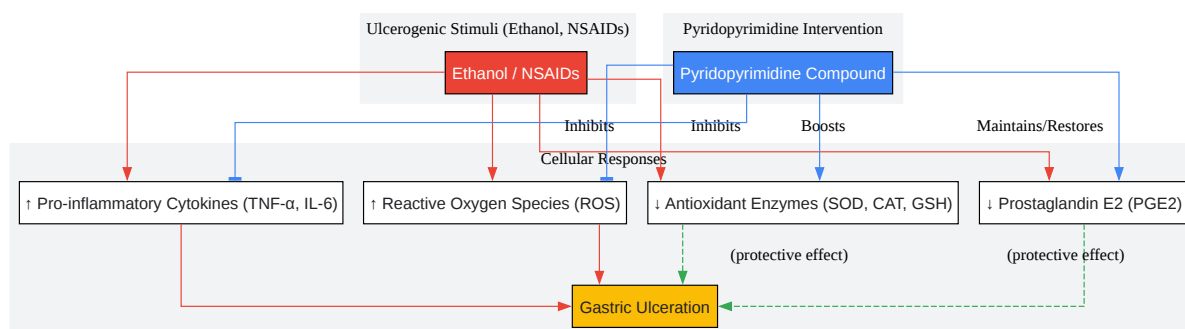 Ulcerogenic Stimuli (Ethanol, NSAIDs)
Pyridopyrimidine Intervention
Ethanol / NSAIDs
Pyridopyrimidine Compound
Inhibits
Inhibits
Boosts
Maintains/Restores
Cellular Responses
↑ Pro-inflammatory Cytokines (TNF-α, IL-6)
↑ Reactive Oxygen Species (ROS)
↓ Antioxidant Enzymes (SOD, CAT, GSH)
↓ Prostaglandin E2 (PGE2)
(protective effect)
(protective effect)
Gastric Ulceration